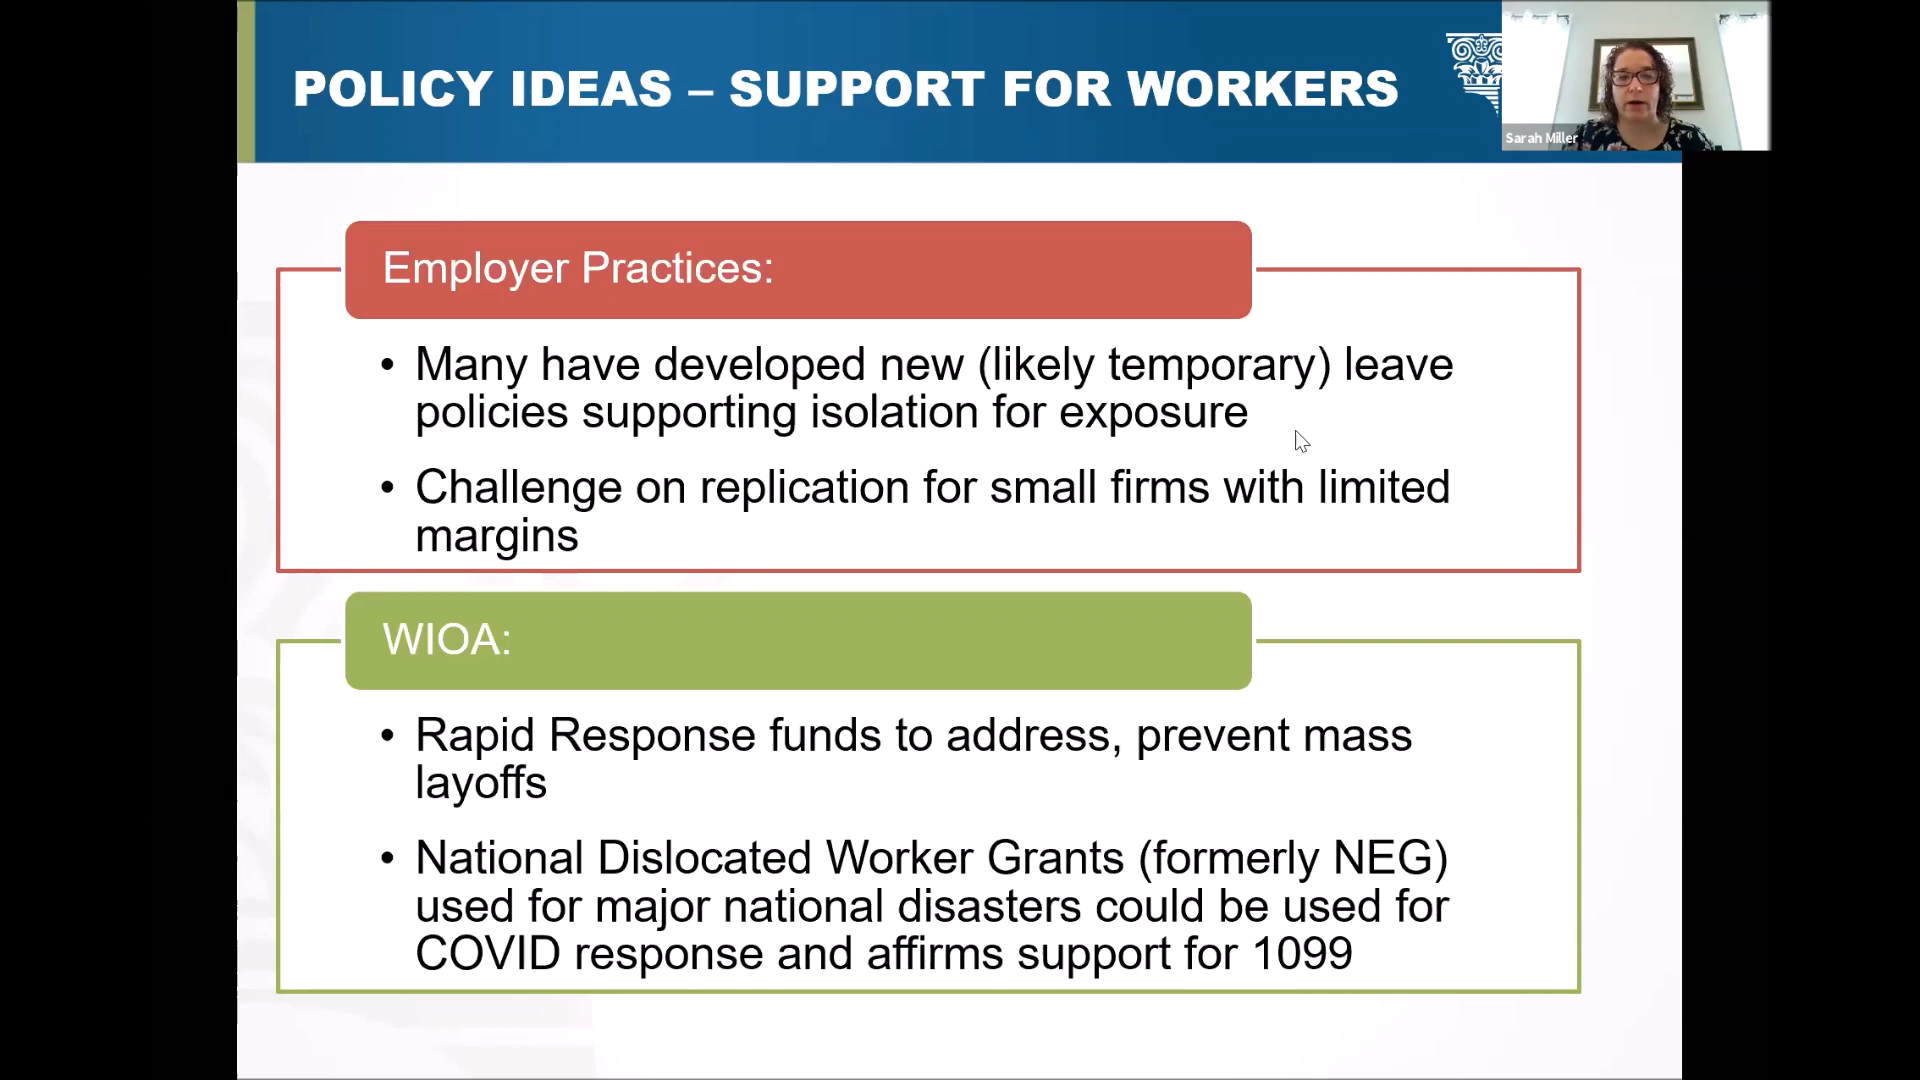 POLICY IDEAS – SUPPORT FOR WORKERS
Sarah Miller
Employer Practices:
• Many have developed new (likely temporary) leave
policies supporting isolation for exposure
• Challenge on replication for small firms with limited
margins
WIOA:
• Rapid Response funds to address, prevent mass
layoffs
• National Dislocated Worker Grants (formerly NEG)
used for major national disasters could be used for
COVID response and affirms support for 1099